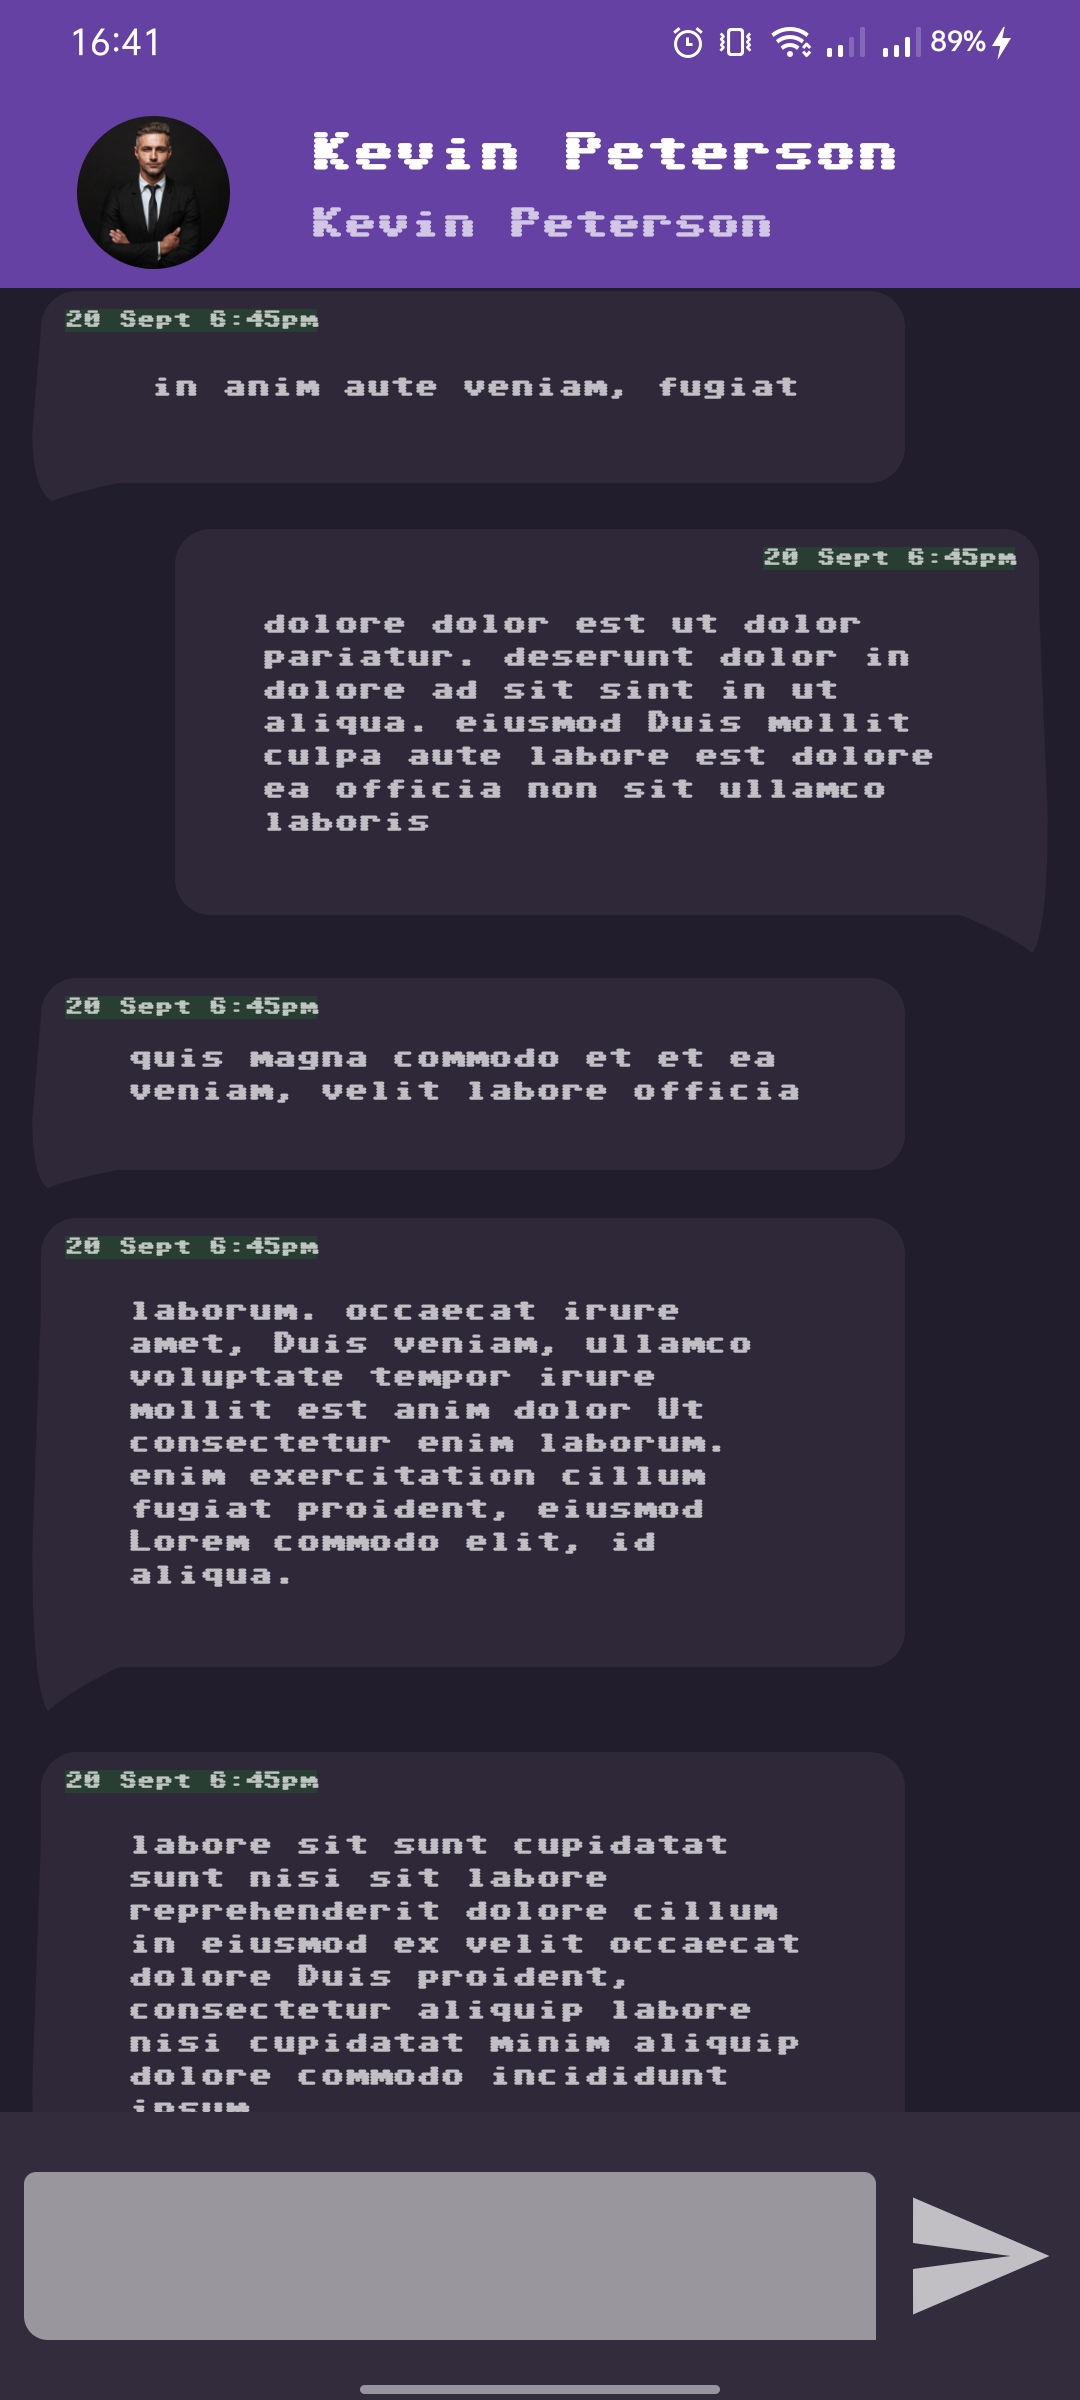 16:41
89%
Kevin Peterson
Kevin Peterson
20 Sept 6:45pm
in anim aute veniam, fugiat
20 Sept 6:45pm
dolore dolor est ut dolor
pariatur. deserunt dolor in
dolore ad sit sint in ut
aliqua. eiusmod Duis mollit
culpa aute labore est dolore
ea officia non sit ullamco
laboris
20 Sept 6:45pm
quis magna commodo et et ea
veniam, velit labore officia
20 Sept 6:45pm
laborum. occaecat irure
amet, Duis veniam, ullamco
voluptate tempor irure
mollit est anim dolor Ut
consectetur enim laborum.
enim exercitation cillum
fugiat proident, eiusmod
Lorem commodo elit, id
aliqua.
20 Sept 6:45pm
labore sit sunt cupidatat
sunt nisi sit labore
reprehenderit dolore cillum
in eiusmod ex velit occaecat
dolore Duis proident,
consectetur aliquip labore
nisi cupidatat minim aliquip
dolore commodo incididunt
ipsum